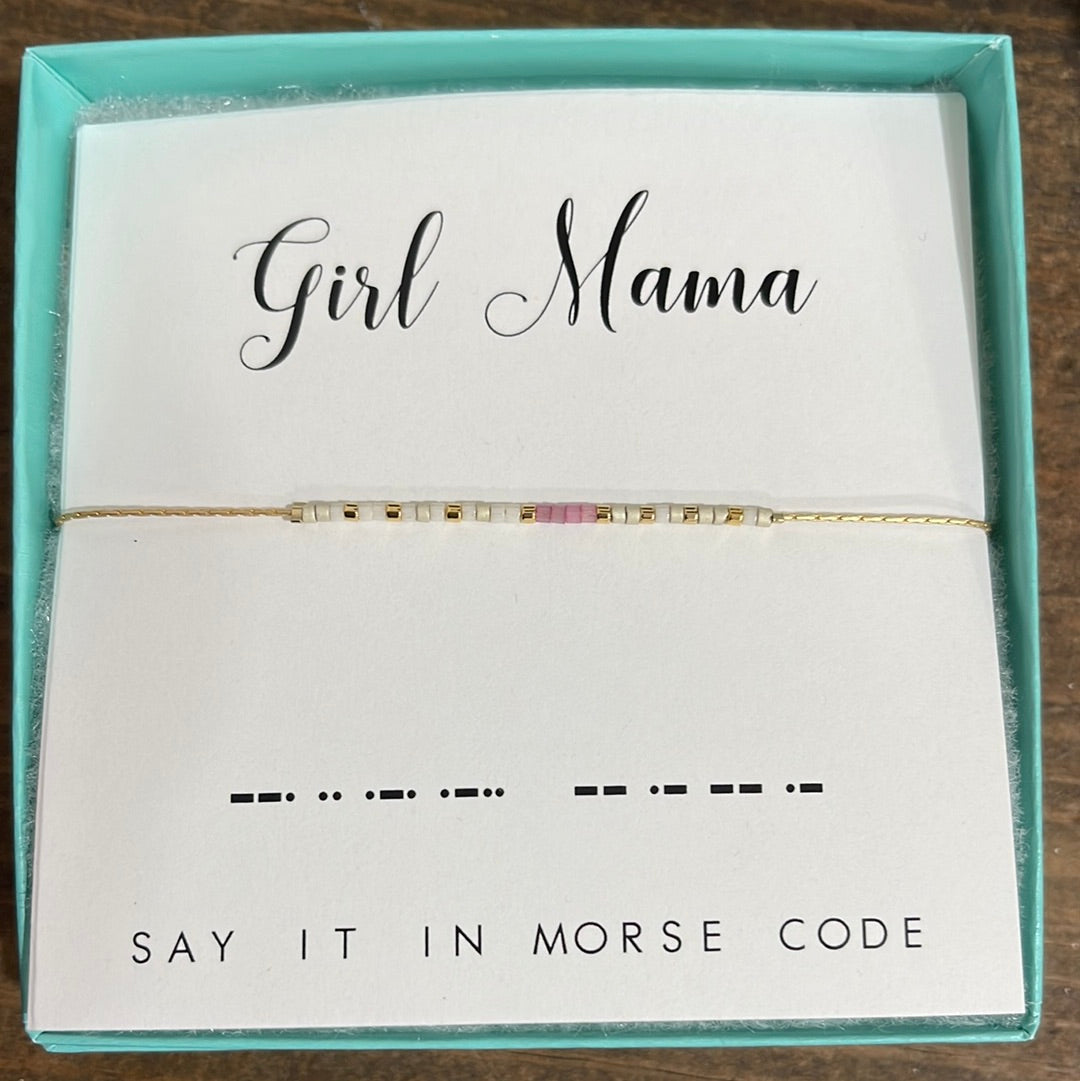 Girl Mama
--. .. .-. .-.. -- .- -- .-
SAY IT IN MORSE CODE